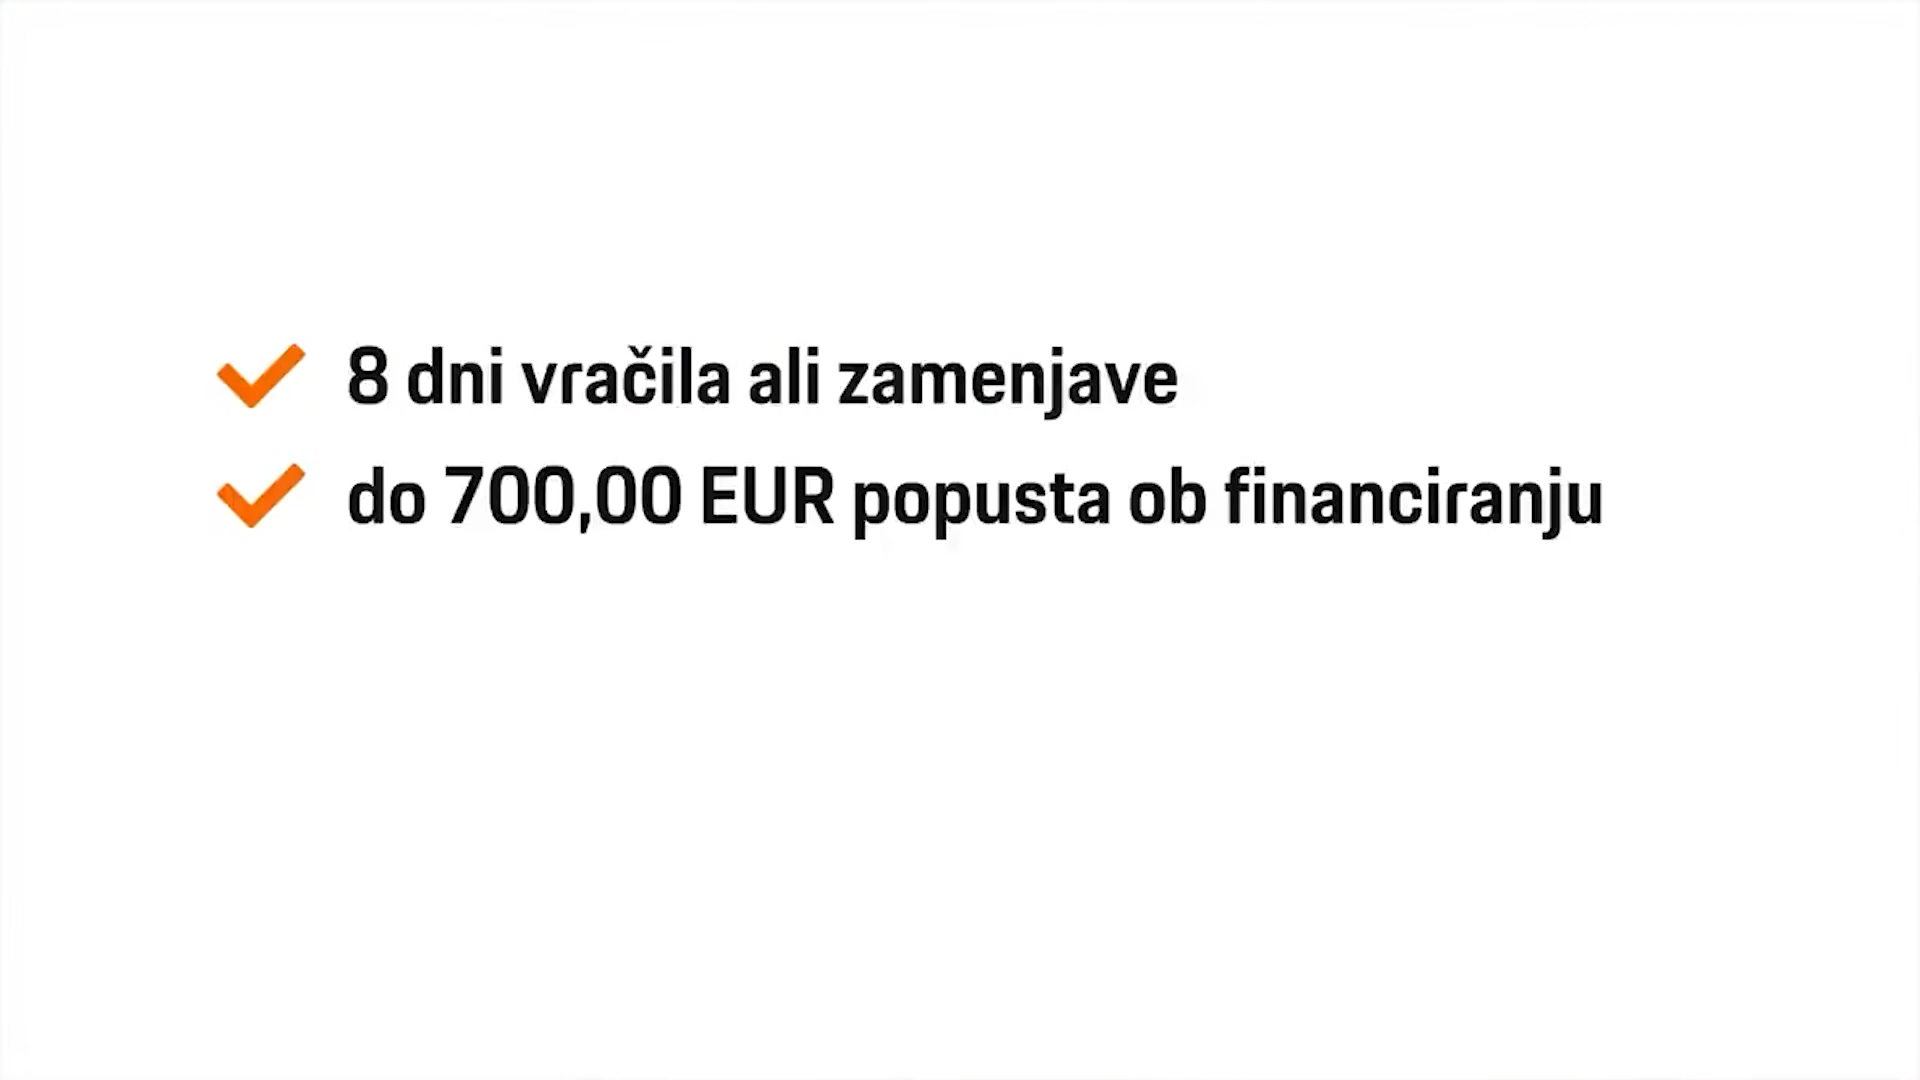 8 dni vračila ali zamenjave
do 700,00 EUR popusta ob financiranju